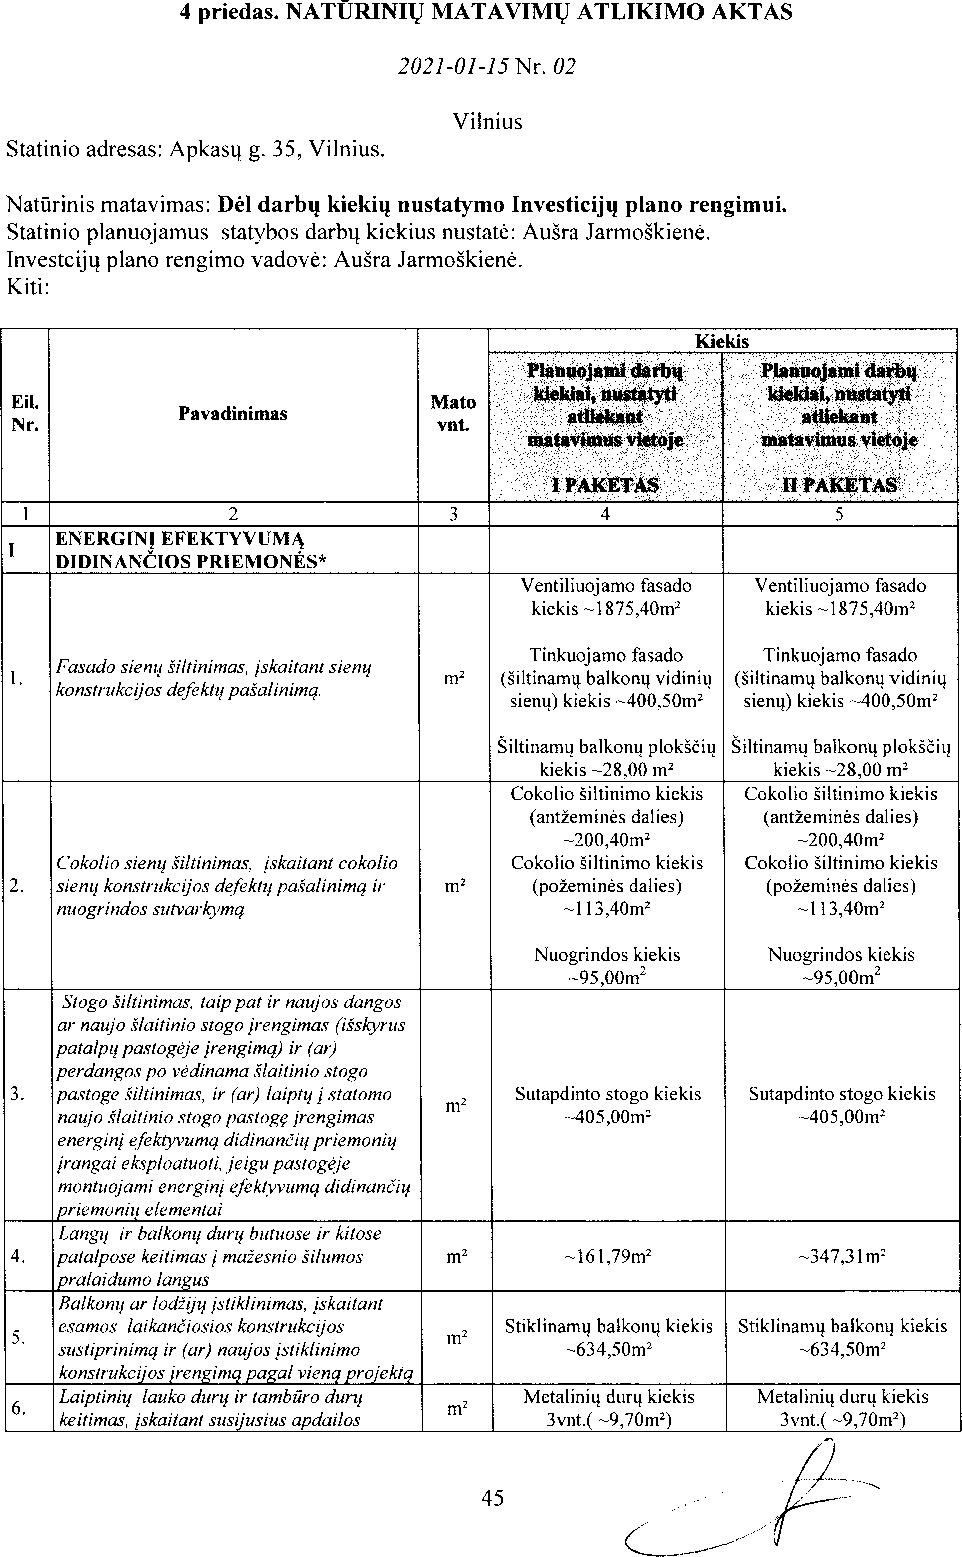 4 priedas. NATŪRINIŲ MATAVIMŲ ATLIKIMO AKTAS
2021-01-15 Nr. 02
Vilnius
Statinio adresas: Apkasų g. 35, Vilnius.
Natūrinis matavimas: Dėl darbų kiekių nustatymo Investicijų plano rengimui.
Statinio planuojamus statybos darbų kiekius nustatė: Aušra Jarmoškienė.
Investcijų plano rengimo vadovė: Aušra Jarmoškienė.
Kiti:
Eil. Nr.
Pavadinimas
Mato vnt.
Kiekis
Planuojami darbų kiekiai, nustatyti atliekant matavimus vietoje
I PAKETAS
Planuojami darbų kiekiai, nustatyti atliekant matavimus vietoje
II PAKETAS
1 2 3 4 5
I
ENERGINĮ EFEKTYVUMĄ
DIDINANČIOS PRIEMONĖS*
1.
Fasado sienų šiltinimas, įskaitant sienų
konstrukcijos defektų pašalinimą.
m²
Ventiliuojamo fasado
kiekis ~1875,40m²
Tinkuojamo fasado
(šiltinamų balkonų vidinių
sienų) kiekis ~400,50m²
Šiltinamų balkonų plokščių
kiekis ~28,00 m²
Ventiliuojamo fasado
kiekis ~1875,40m²
Tinkuojamo fasado
(šiltinamų balkonų vidinių
sienų) kiekis ~400,50m²
Šiltinamų balkonų plokščių
kiekis ~28,00 m²
2.
Cokolio sienų šiltinimas, įskaitant cokolio
sienų konstrukcijos defektų pašalinimą ir
nuogrindos sutvarkymą
m²
Cokolio šiltinimo kiekis
(antžeminės dalies)
~200,40m²
Cokolio šiltinimo kiekis
(požeminės dalies)
~113,40m²
Nuogrindos kiekis
~95,00m²
Cokolio šiltinimo kiekis
(antžeminės dalies)
~200,40m²
Cokolio šiltinimo kiekis
(požeminės dalies)
~113,40m²
Nuogrindos kiekis
~95,00m²
3.
Stogo šiltinimas, taip pat ir naujos dangos
ar naujo šlaitinio stogo įrengimas (išskyrus
patalpų pastogėje įrengimą) ir (ar)
perdangos po vėdinama šlaitinio stogo
pastoge šiltinimas, ir (ar) laiptų į statomo
naujo šlaitinio stogo pastogę įrengimas
energinį efektyvumą didinančių priemonių
įrangai eksploatuoti, jeigu pastogėje
montuojami energinį efektyvumą didinančių
priemonių elementai
m²
Sutapdinto stogo kiekis
~405,00m²
Sutapdinto stogo kiekis
~405,00m²
4.
Langų ir balkonų durų butuose ir kitose
patalpose keitimas į mažesnio šilumos
pralaidumo langus
m²
~161,79m²
~347,31m²
5.
Balkonų ar lodžijų įstiklinimas, įskaitant
esamos laikančiosios konstrukcijos
sustiprinimą ir (ar) naujos įstiklinimo
konstrukcijos įrengimą pagal vieną projektą
m²
Stiklinamų balkonų kiekis
~634,50m²
Stiklinamų balkonų kiekis
~634,50m²
6.
Laiptinių lauko durų ir tambūro durų
keitimas, įskaitant susijusius apdailos
m²
Metalinių durų kiekis
3vnt.( ~9,70m²)
Metalinių durų kiekis
3vnt.( ~9,70m²)
45